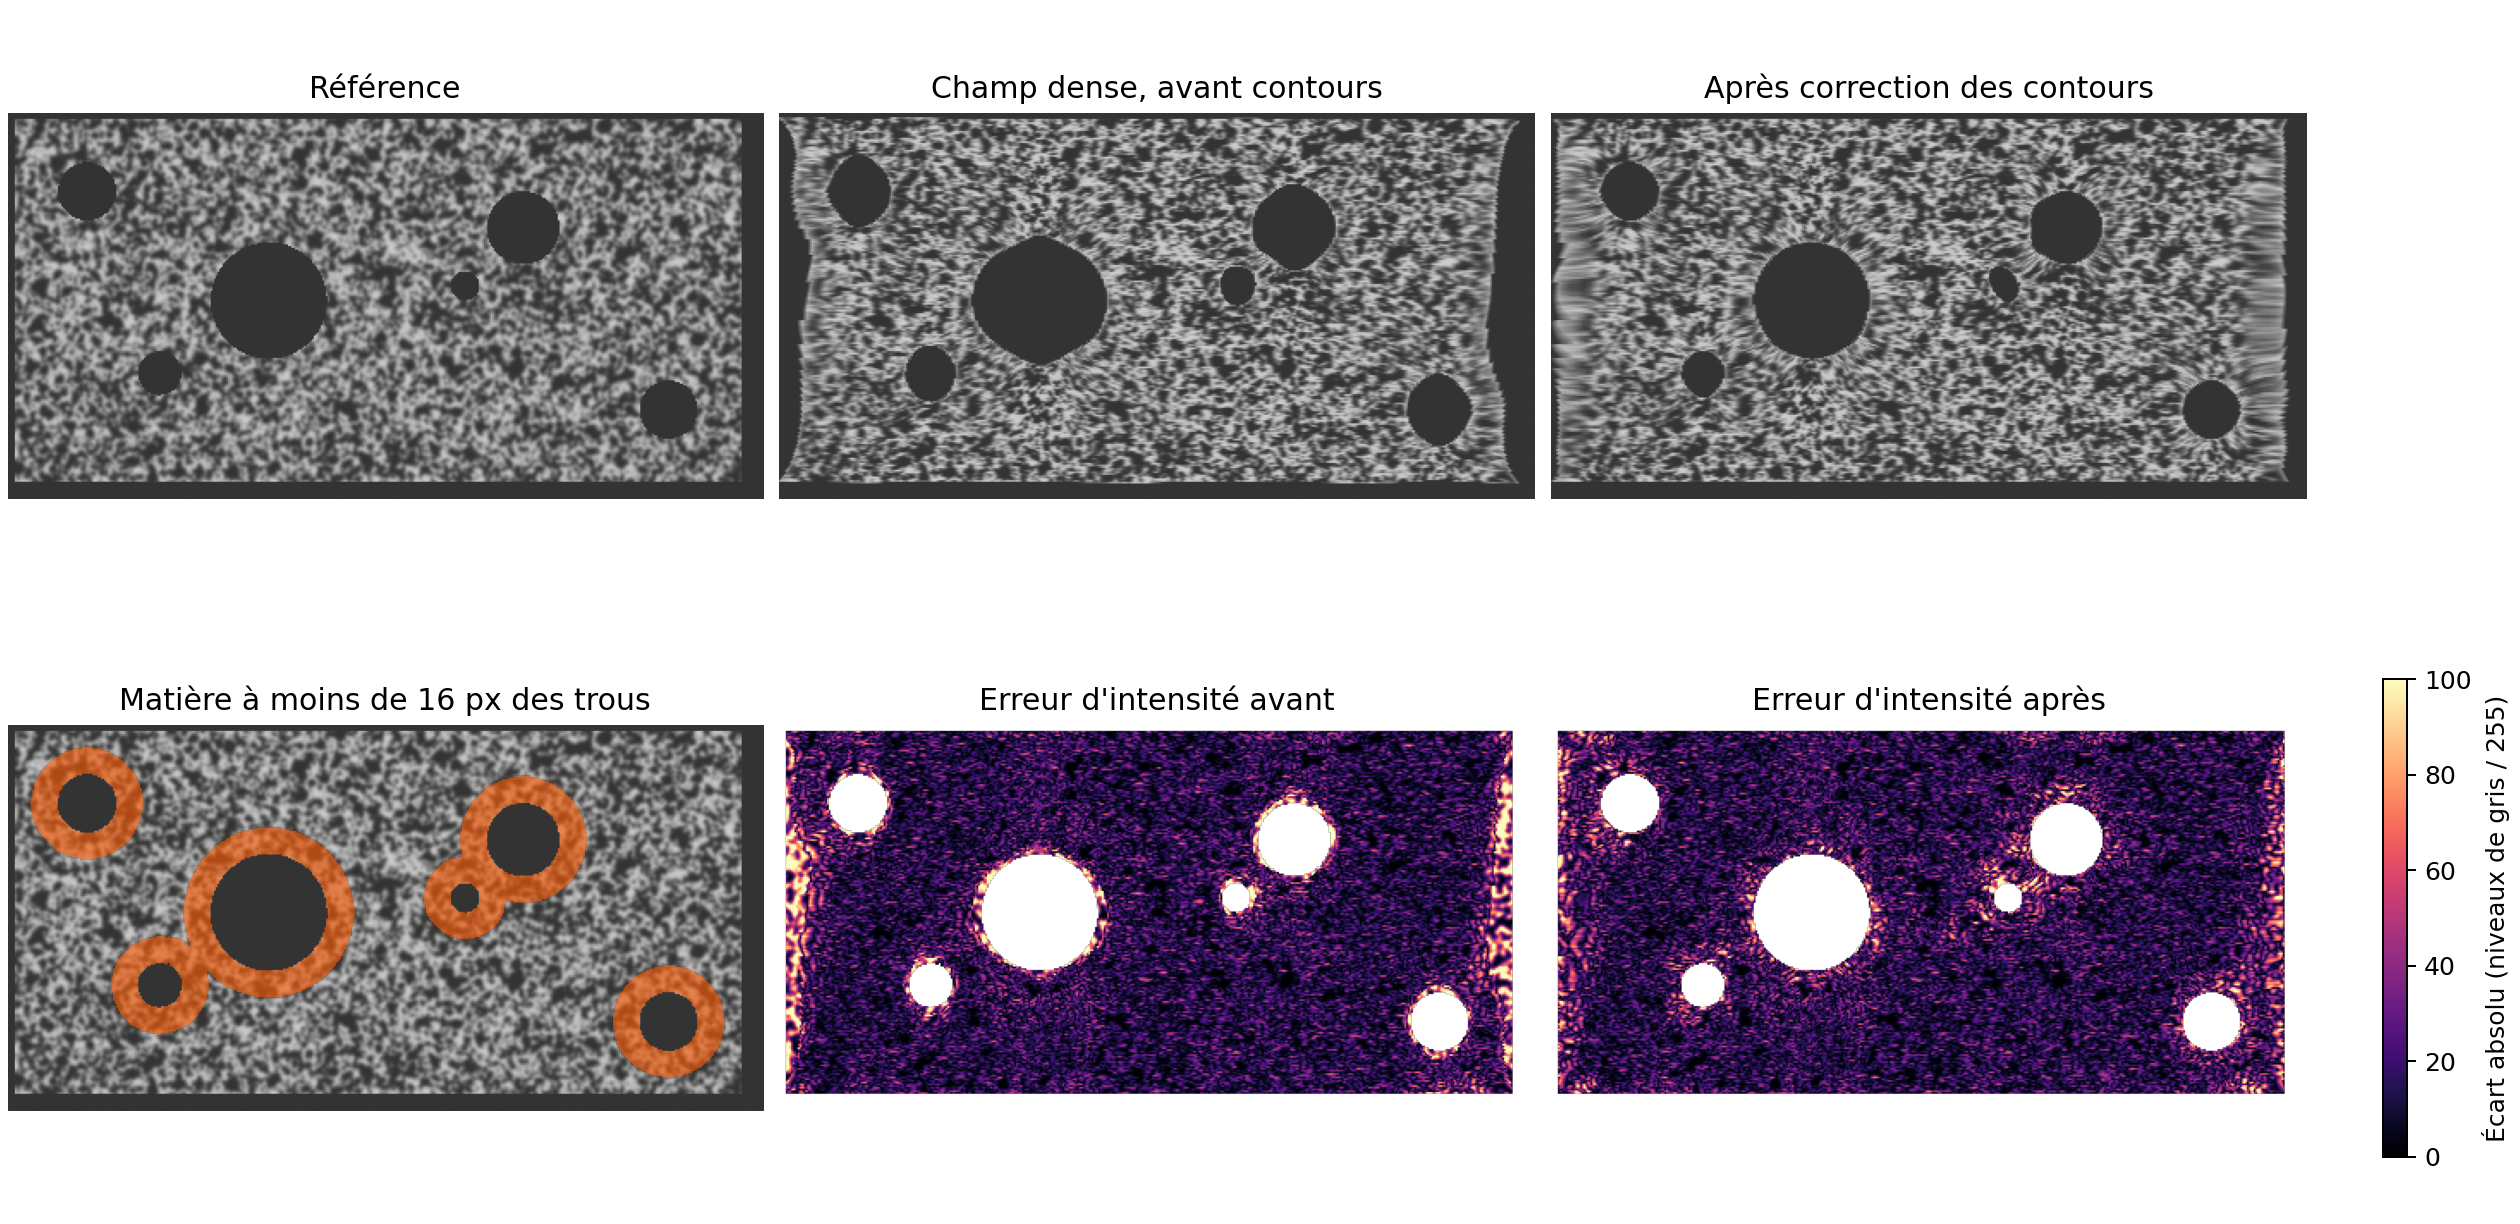 Référence
Champ dense, avant contours
Après correction des contours
Matière à moins de 16 px des trous
Erreur d'intensité avant
Erreur d'intensité après
100
80
60
40
20
0
Écart absolu (niveaux de gris / 255)